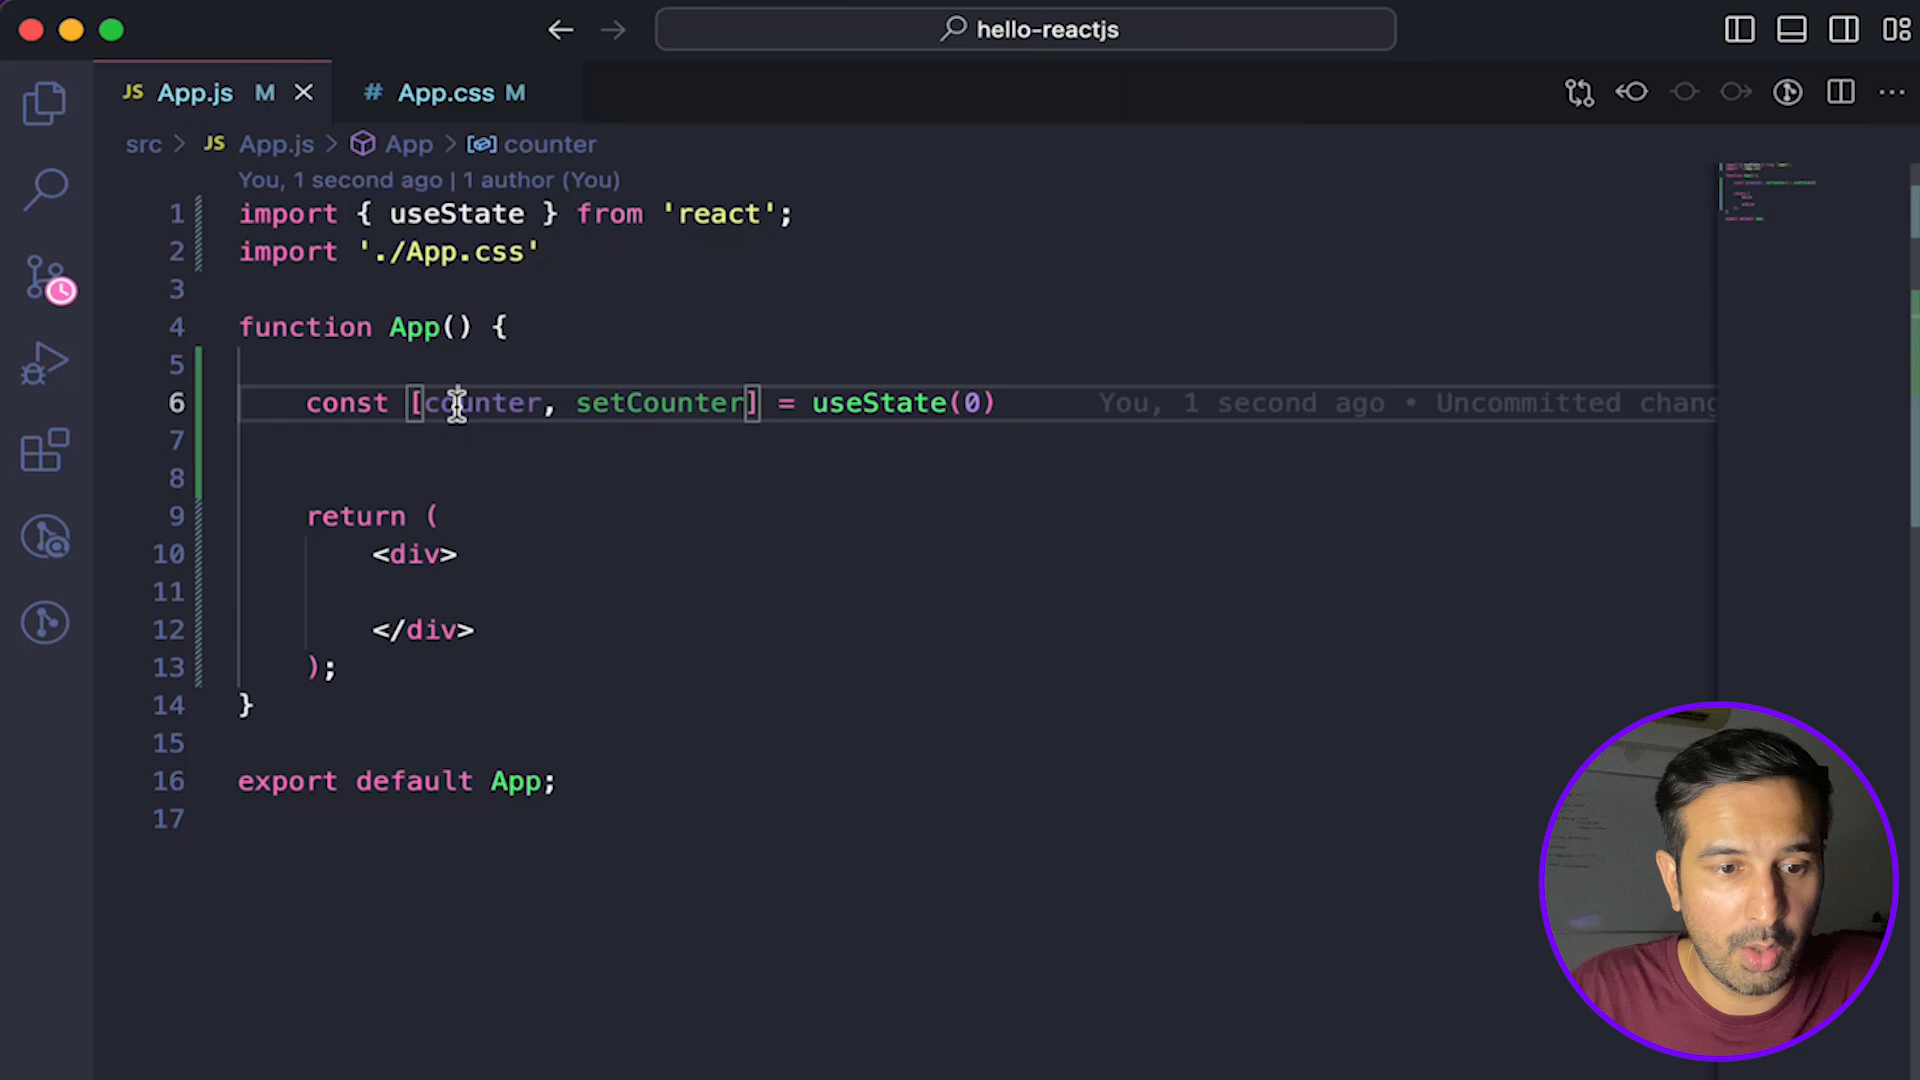 hello-reactjs
JS App.js M
# App.css M
src > JS App.js > App > counter
You, 1 second ago | 1 author (You)
1 import { useState } from 'react';
2 import './App.css'
3
4 function App() {
5
6 const [counter, setCounter] = useState(0) You, 1 second ago • Uncommitted chang
7
8
9 return (
10 <div>
11
12 </div>
13 );
14 }
15
16 export default App;
17